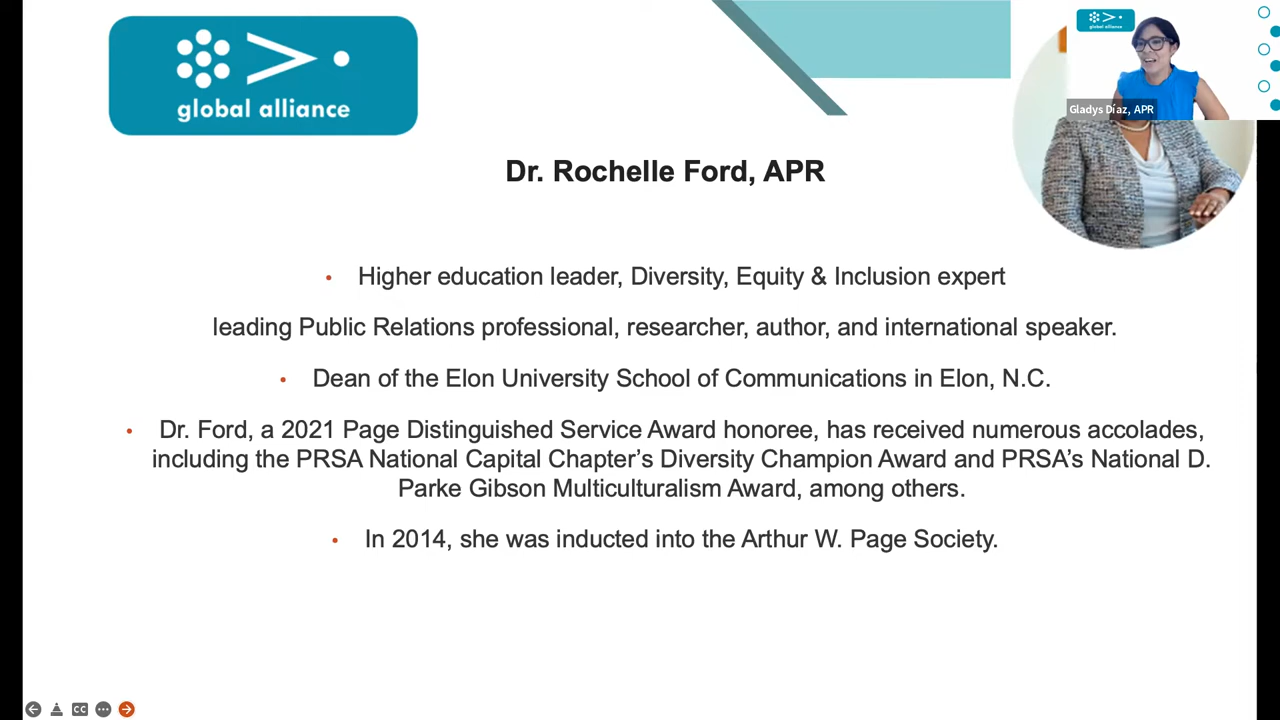 global alliance
global alliance
Gladys Díaz, APR
Dr. Rochelle Ford, APR
• Higher education leader, Diversity, Equity & Inclusion expert
leading Public Relations professional, researcher, author, and international speaker.
• Dean of the Elon University School of Communications in Elon, N.C.
• Dr. Ford, a 2021 Page Distinguished Service Award honoree, has received numerous accolades,
including the PRSA National Capital Chapter’s Diversity Champion Award and PRSA’s National D.
Parke Gibson Multiculturalism Award, among others.
• In 2014, she was inducted into the Arthur W. Page Society.
CC